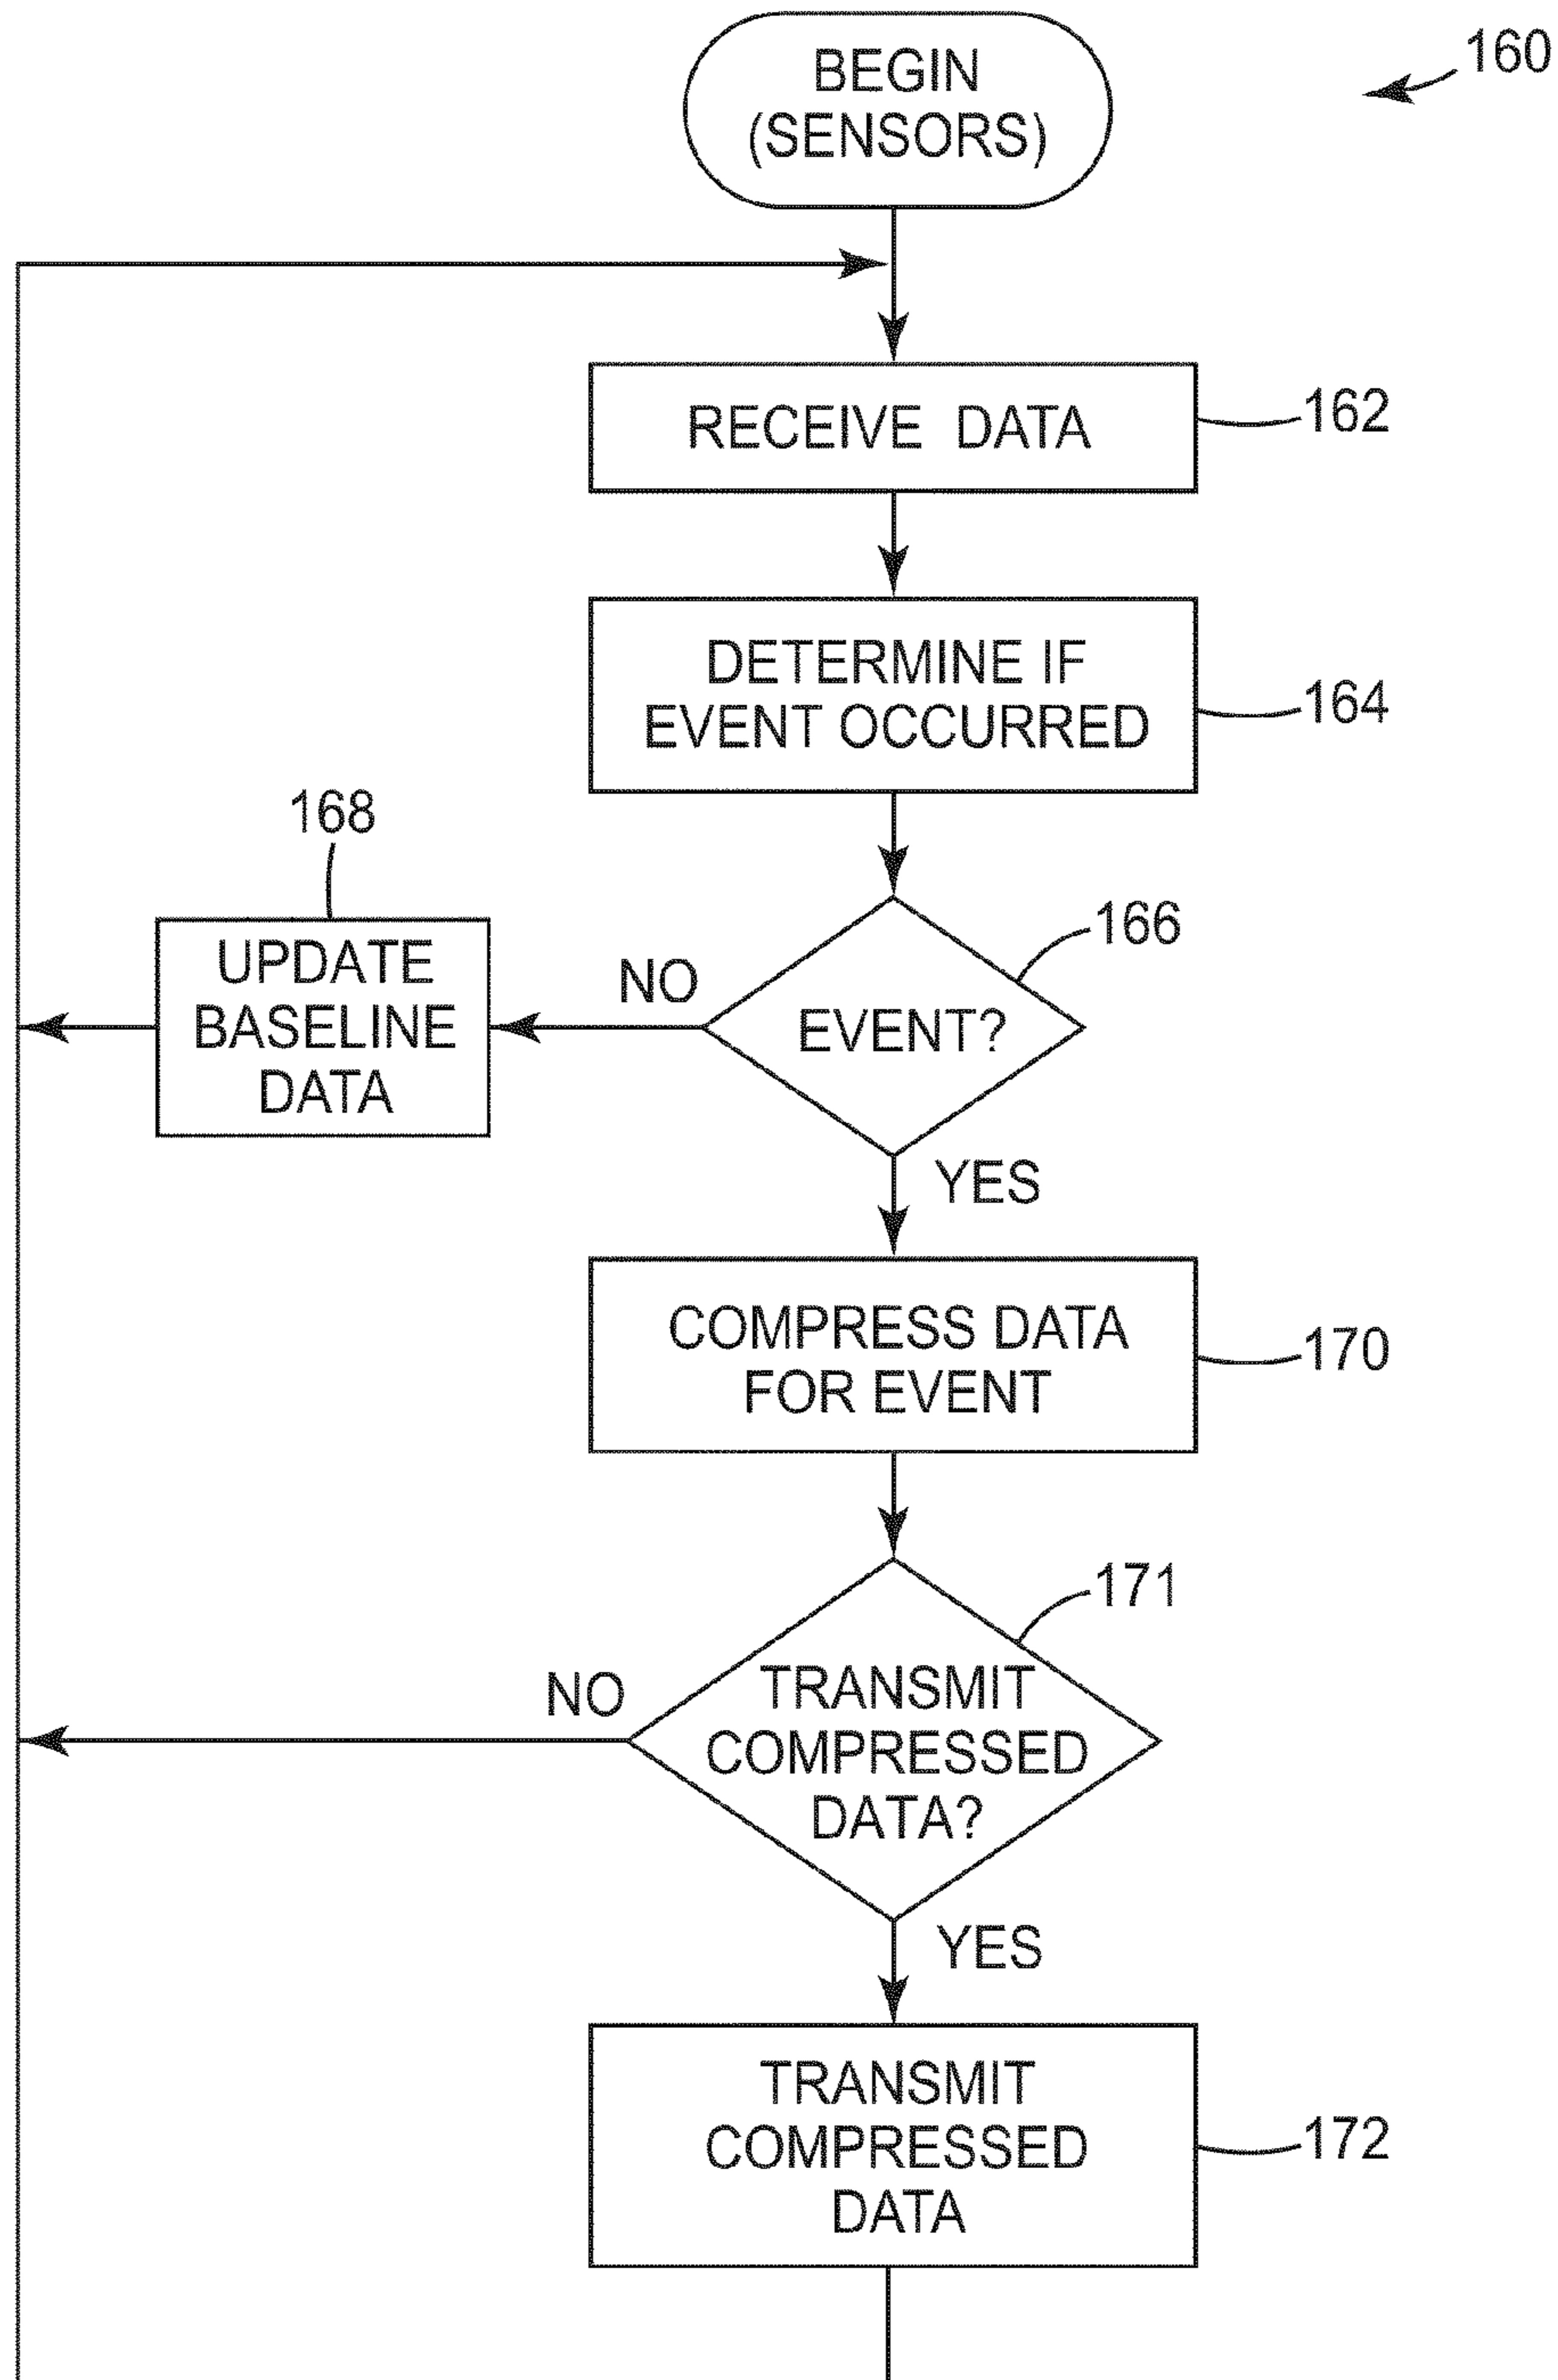 BEGIN
(SENSORS)
160
RECEIVE DATA
162
DETERMINE IF
EVENT OCCURRED
164
168
UPDATE
BASELINE
DATA
NO
EVENT?
166
YES
COMPRESS DATA
FOR EVENT
170
171
NO
TRANSMIT
COMPRESSED
DATA?
YES
TRANSMIT
COMPRESSED
DATA
172